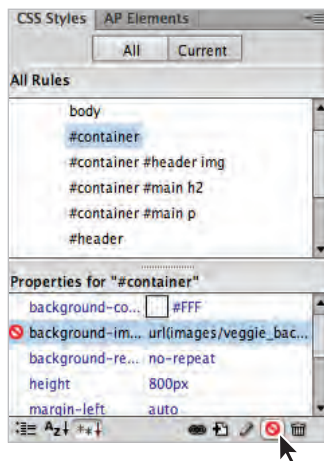 CSS Styles AP Elements
All Current
All Rules
body
#container
#container #header img
#container #main h2
#container #main p
#header
Properties for "#container"
background-co... #FFF
background-im... url(images/veggie_bac...
background-re... no-repeat
height 800px
margin-left auto